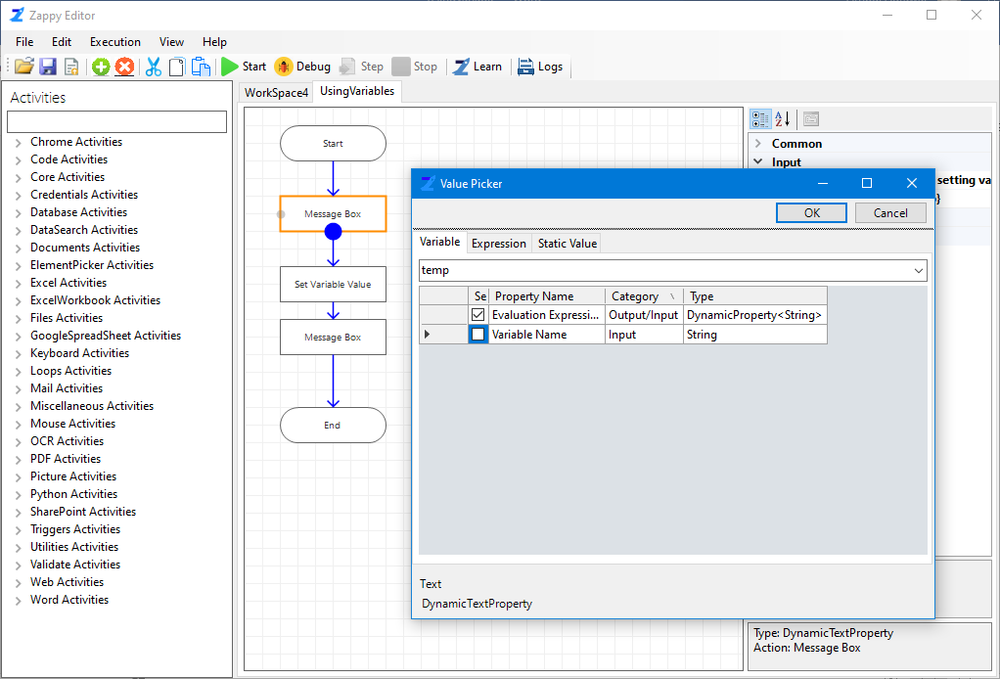 Zappy Editor
File Edit Execution View Help
Start Debug Step Stop Learn Logs
Activities
Chrome Activities
Code Activities
Core Activities
Credentials Activities
Database Activities
DataSearch Activities
Documents Activities
ElementPicker Activities
Excel Activities
ExcelWorkbook Activities
Files Activities
GoogleSpreadSheet Activities
Keyboard Activities
Loops Activities
Mail Activities
Miscellaneous Activities
Mouse Activities
OCR Activities
PDF Activities
Picture Activities
Python Activities
SharePoint Activities
Triggers Activities
Utilities Activities
Validate Activities
Web Activities
Word Activities
WorkSpace4 UsingVariables
Start
Message Box
Set Variable Value
Message Box
End
Common
Input
setting va
}
Value Picker
OK Cancel
Variable Expression Static Value
temp
Se Property Name Category Type
Evaluation Expressi... Output/Input DynamicProperty<String>
Variable Name Input String
Text
DynamicTextProperty
Type: DynamicTextProperty
Action: Message Box